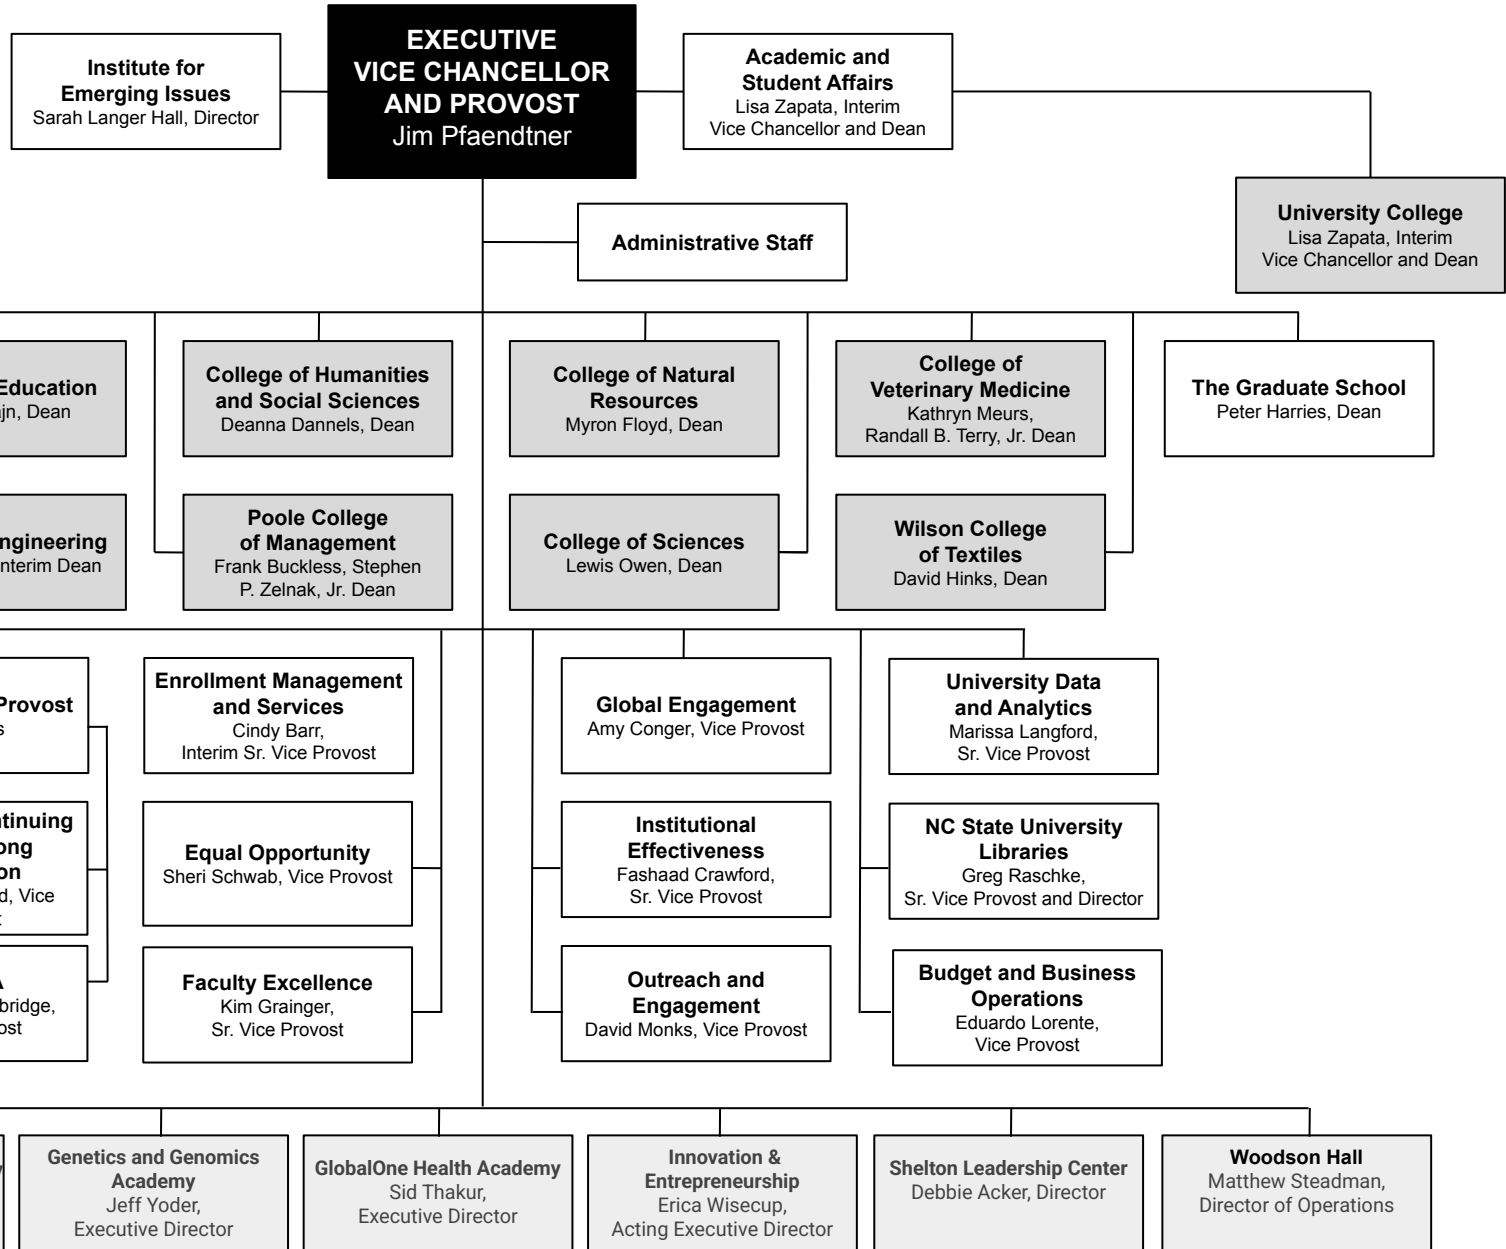 Institute for
Emerging Issues
Sarah Langer Hall, Director
EXECUTIVE
VICE CHANCELLOR
AND PROVOST
Jim Pfaendtner
Academic and
Student Affairs
Lisa Zapata, Interim
Vice Chancellor and Dean
University College
Lisa Zapata, Interim
Vice Chancellor and Dean
Administrative Staff
Education
Dean
College of Humanities
and Social Sciences
Deanna Dannels, Dean
College of Natural
Resources
Myron Floyd, Dean
College of
Veterinary Medicine
Kathryn Meurs,
Randall B. Terry, Jr. Dean
The Graduate School
Peter Harries, Dean
ngineering
nterim Dean
Poole College
of Management
Frank Buckless, Stephen
P. Zelnak, Jr. Dean
College of Sciences
Lewis Owen, Dean
Wilson College
of Textiles
David Hinks, Dean
Provost
s
Enrollment Management
and Services
Cindy Barr,
Interim Sr. Vice Provost
Global Engagement
Amy Conger, Vice Provost
University Data
and Analytics
Marissa Langford,
Sr. Vice Provost
tinuing
ong
on
d, Vice
Equal Opportunity
Sheri Schwab, Vice Provost
Institutional
Effectiveness
Fashaad Crawford,
Sr. Vice Provost
NC State University
Libraries
Greg Raschke,
Sr. Vice Provost and Director
bridge,
ost
Faculty Excellence
Kim Grainger,
Sr. Vice Provost
Outreach and
Engagement
David Monks, Vice Provost
Budget and Business
Operations
Eduardo Lorente,
Vice Provost
Genetics and Genomics
Academy
Jeff Yoder,
Executive Director
GlobalOne Health Academy
Sid Thakur,
Executive Director
Innovation &
Entrepreneurship
Erica Wisecup,
Acting Executive Director
Shelton Leadership Center
Debbie Acker, Director
Woodson Hall
Matthew Steadman,
Director of Operations